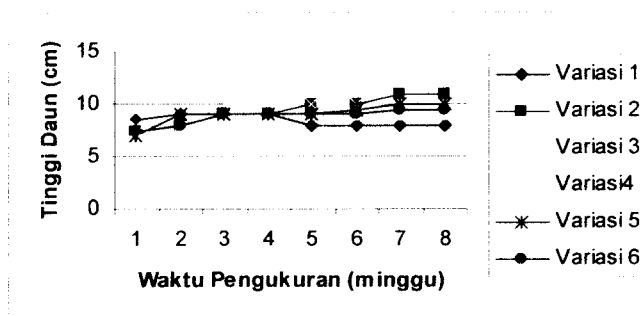 Tinggi Daun (cm)
15
10
5
0
1 2 3 4 5 6 7 8
Waktu Pengukuran (minggu)
Variasi 1
Variasi 2
Variasi 3
Variasi4
Variasi 5
Variasi 6